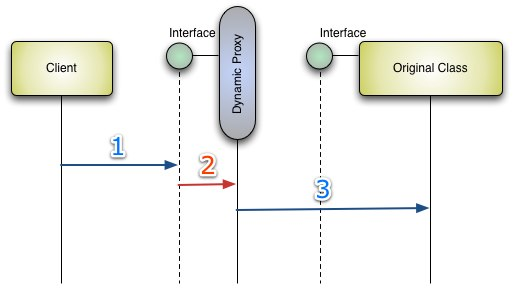 Interface
Interface
Client
Dynamic Proxy
Original Class
1
2
3